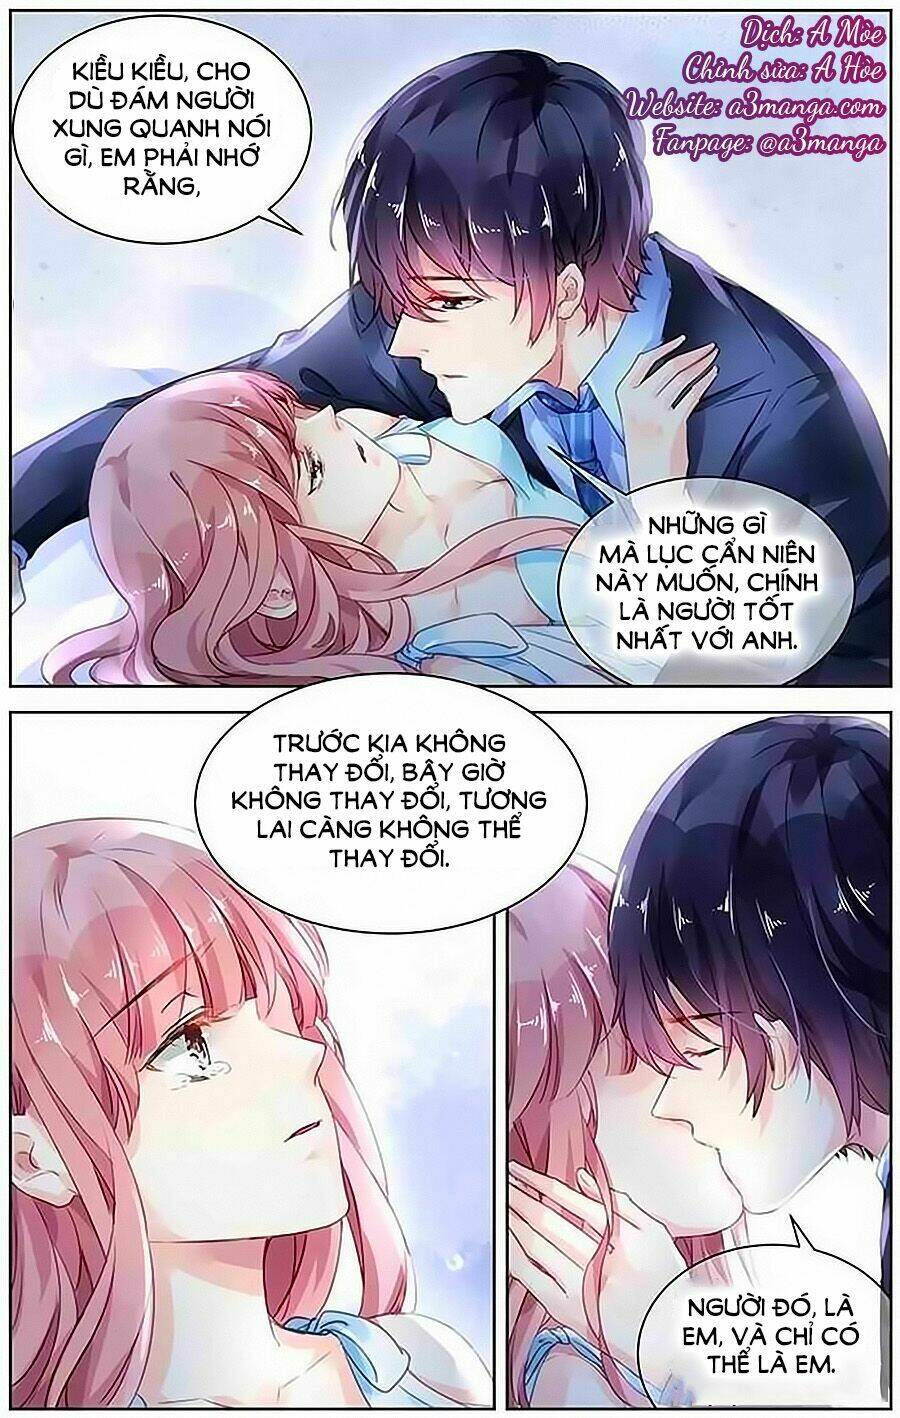 Dịch: A Mòe
Chỉnh sửa: A Hòe
Website: a3manga.com
Fanpage: @a3manga
KIỀU KIỀU, CHO
DÙ ĐÁM NGƯỜI
XUNG QUANH NÓI
GÌ, EM PHẢI NHỚ
RẰNG,
NHỮNG GÌ
MÀ LỤC CẨN NIÊN
NÀY MUỐN, CHÍNH
LÀ NGƯỜI TỐT
NHẤT VỚI ANH.
TRƯỚC KIA KHÔNG
THAY ĐỔI, BÂY GIỜ
KHÔNG THAY ĐỔI, TƯƠNG
LAI CÀNG KHÔNG THỂ
THAY ĐỔI.
NGƯỜI ĐÓ, LÀ
EM, VÀ CHỈ CÓ
THỂ LÀ EM.